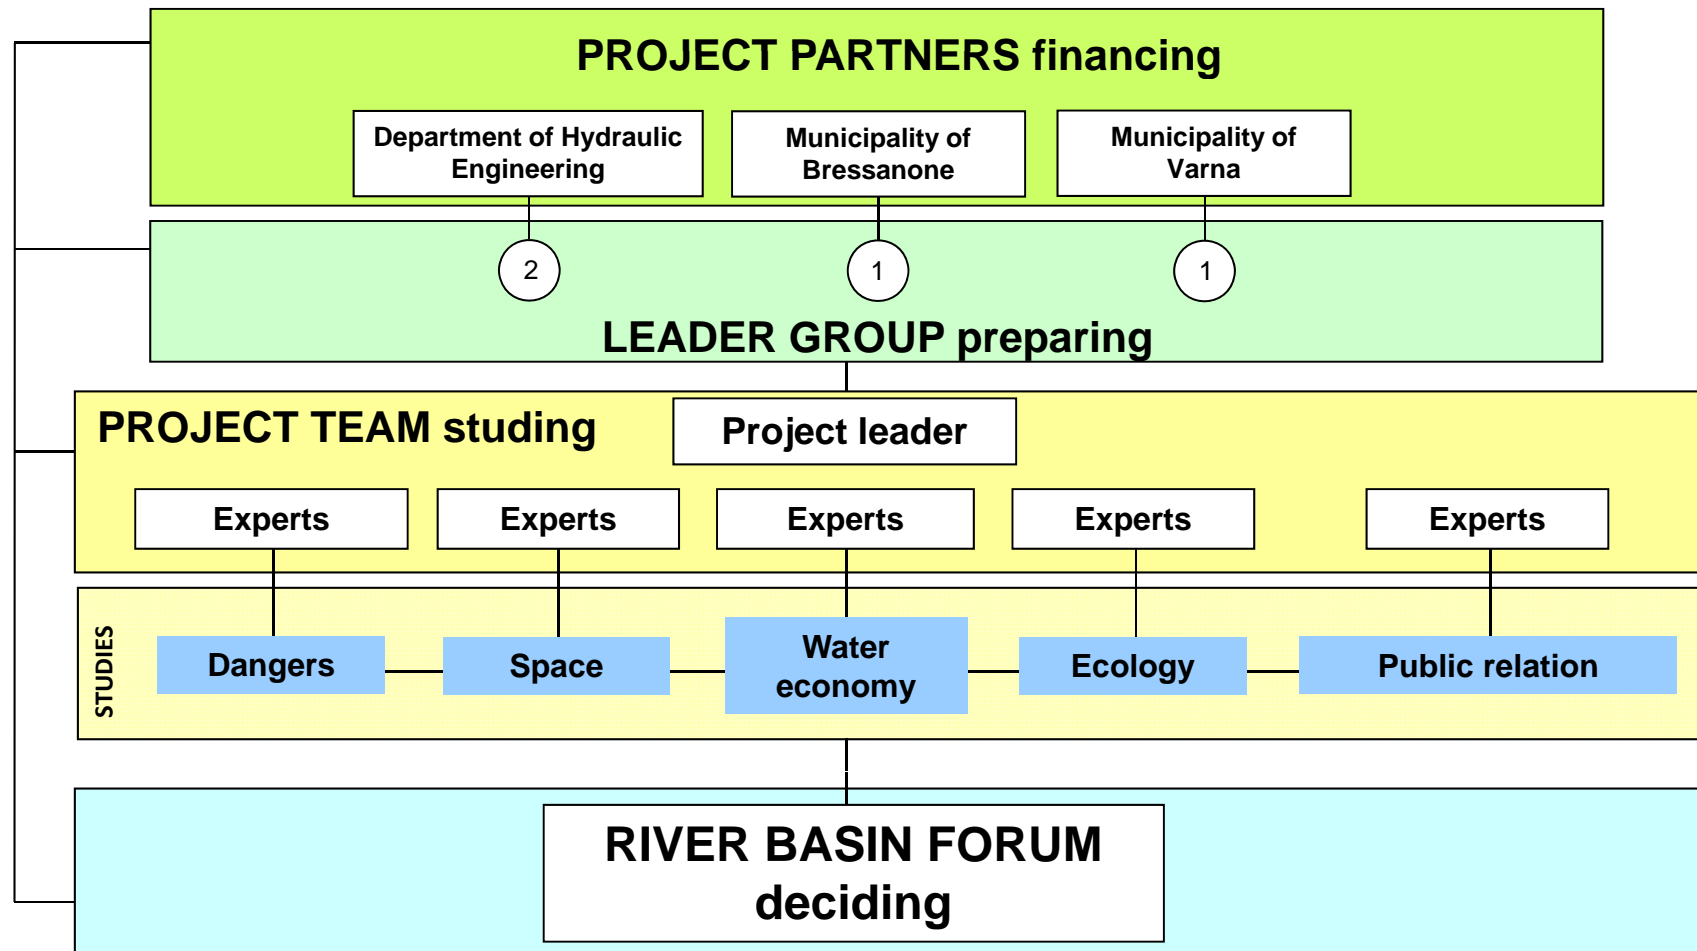 PROJECT PARTNERS financing
Department of Hydraulic
Engineering
Municipality of
Bressanone
Municipality of
Varna
2
1
1
LEADER GROUP preparing
PROJECT TEAM studing
Project leader
Experts
Experts
Experts
Experts
Experts
STUDIES
Dangers
Space
Water
economy
Ecology
Public relation
RIVER BASIN FORUM
deciding